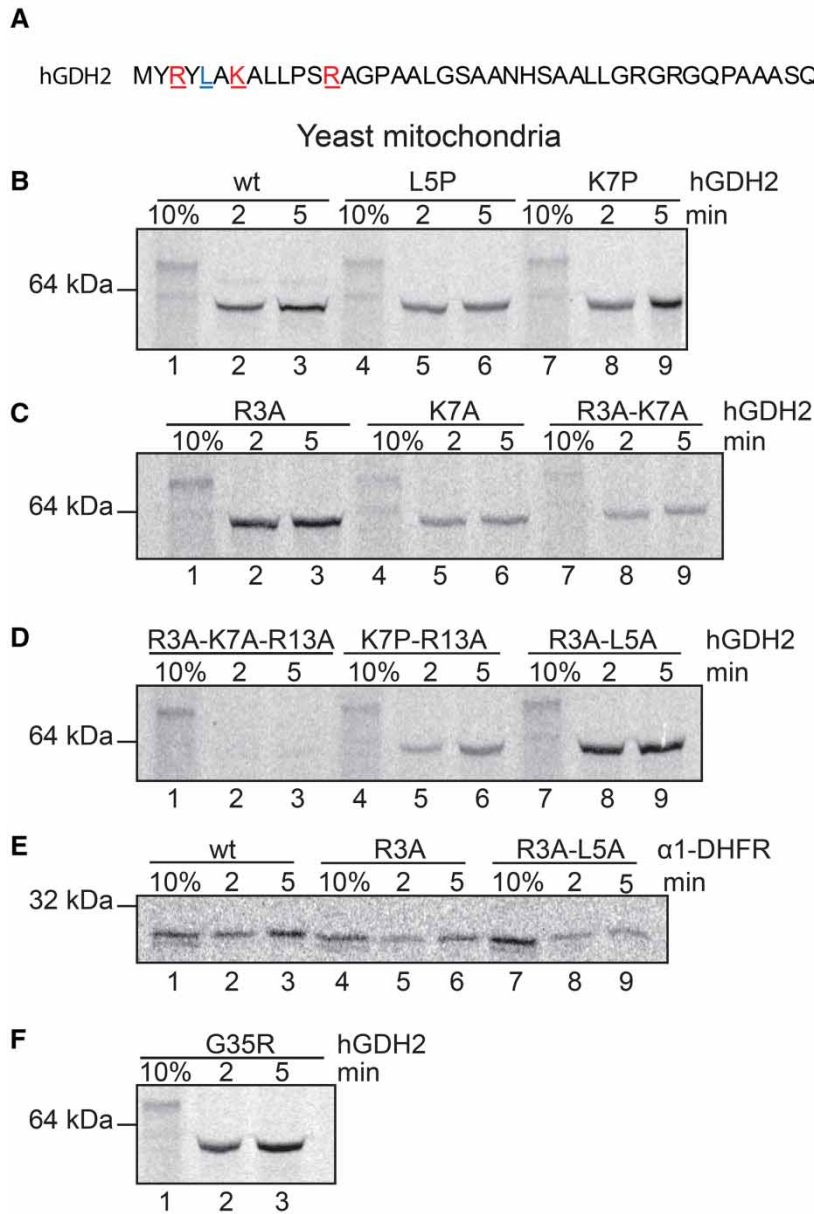 A
hGDH2 MYRYLAKALLPSRAGPAALGSAANHSAALLGRGRGQPAAASQ
Yeast mitochondria
B
wt L5P K7P hGDH2
10% 2 5 10% 2 5 10% 2 5 min
64 kDa
1 2 3 4 5 6 7 8 9
C
R3A K7A R3A-K7A hGDH2
10% 2 5 10% 2 5 10% 2 5 min
64 kDa
1 2 3 4 5 6 7 8 9
D
R3A-K7A-R13A K7P-R13A R3A-L5A hGDH2
10% 2 5 10% 2 5 10% 2 5 min
64 kDa
1 2 3 4 5 6 7 8 9
E
wt R3A R3A-L5A α1-DHFR
10% 2 5 10% 2 5 10% 2 5 min
32 kDa
1 2 3 4 5 6 7 8 9
F
G35R hGDH2
10% 2 5 min
64 kDa
1 2 3